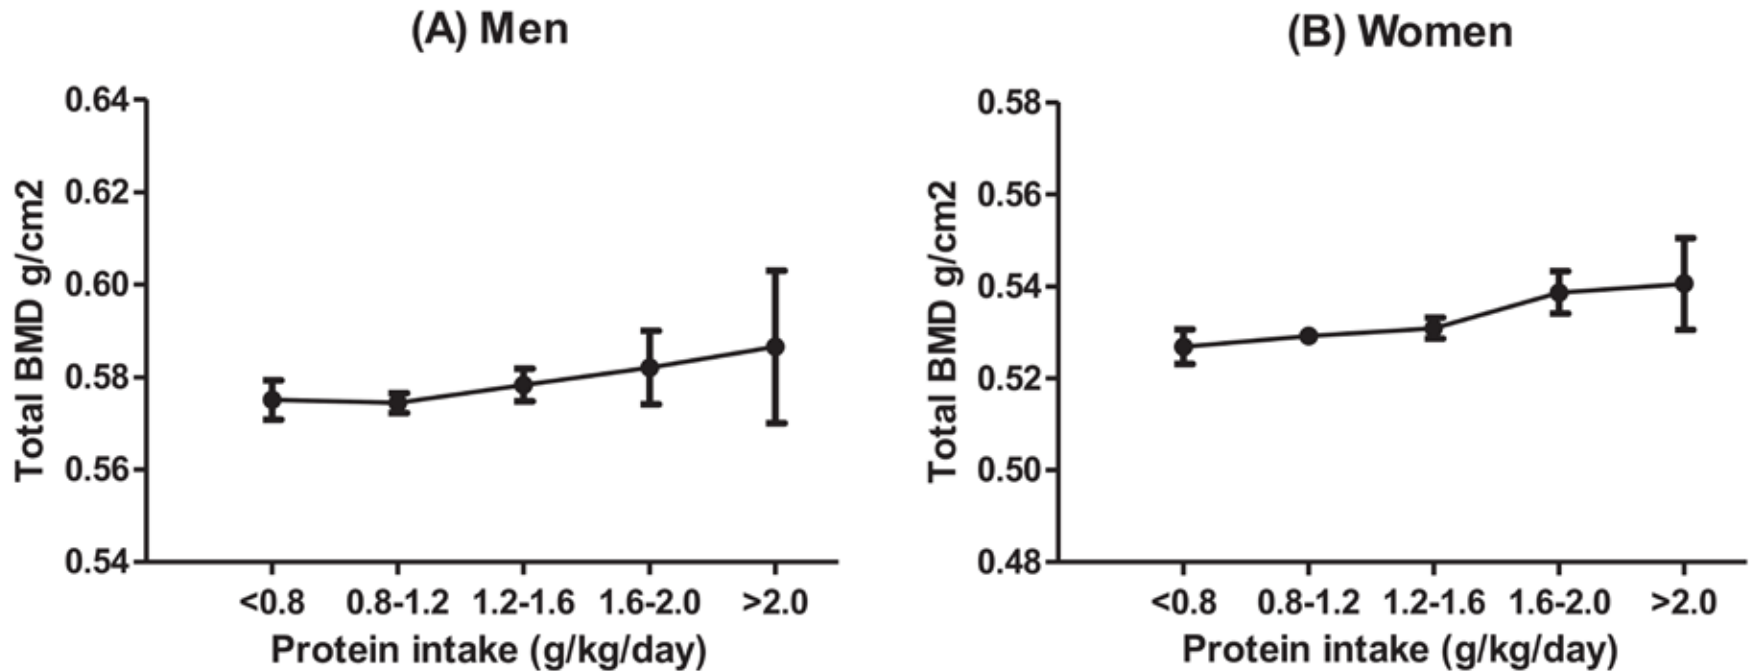 (A) Men
Total BMD g/cm2
0.64
0.62
0.60
0.58
0.56
0.54
<0.8 0.8-1.2 1.2-1.6 1.6-2.0 >2.0
Protein intake (g/kg/day)
(B) Women
Total BMD g/cm2
0.58
0.56
0.54
0.52
0.50
0.48
<0.8 0.8-1.2 1.2-1.6 1.6-2.0 >2.0
Protein intake (g/kg/day)